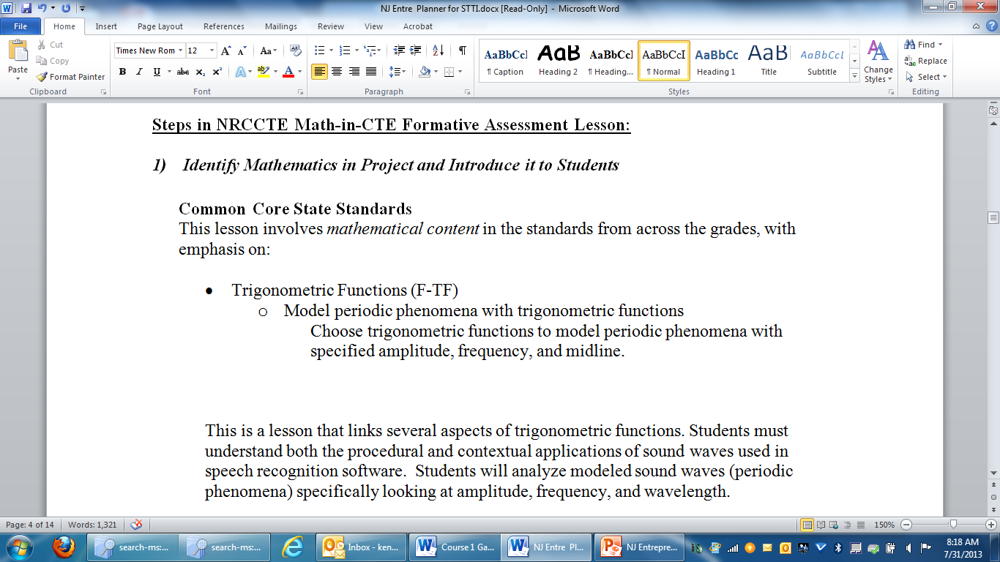 NJ Entre Planner for STTI.docx [Read-Only] - Microsoft Word
File Home Insert Page Layout References Mailings Review View Acrobat
Paste
Cut
Copy
Format Painter
Clipboard
Times New Rom 12
Font
Paragraph
AaBbCcl AaB AaBbCcl AaBbCcI AaBbCc AaB AaBbCcL
¶ Caption Heading 2 ¶ Heading... ¶ Normal Heading 1 Title Subtitle
Styles
Change Styles
Find
Replace
Select
Editing
Steps in NRCCTE Math-in-CTE Formative Assessment Lesson:
1) Identify Mathematics in Project and Introduce it to Students
Common Core State Standards
This lesson involves mathematical content in the standards from across the grades, with
emphasis on:
• Trigonometric Functions (F-TF)
o Model periodic phenomena with trigonometric functions
Choose trigonometric functions to model periodic phenomena with
specified amplitude, frequency, and midline.
This is a lesson that links several aspects of trigonometric functions. Students must
understand both the procedural and contextual applications of sound waves used in
speech recognition software. Students will analyze modeled sound waves (periodic
phenomena) specifically looking at amplitude, frequency, and wavelength.
Page: 4 of 14 Words: 1,321 150%
search-ms:... search-ms:... Inbox - ken... Course 1 Ga... NJ Entre Pl... NJ Entrepre...
8:18 AM
7/31/2013